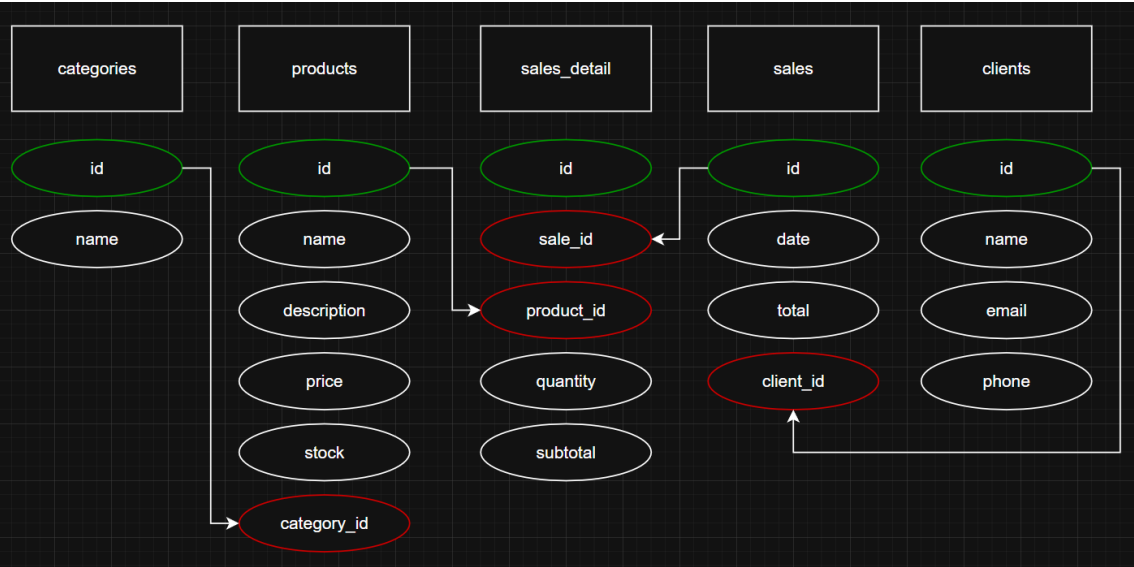 categories
products
sales_detail
sales
clients
id
id
id
id
id
name
name
sale_id
date
name
description
product_id
total
email
price
quantity
client_id
phone
stock
subtotal
category_id